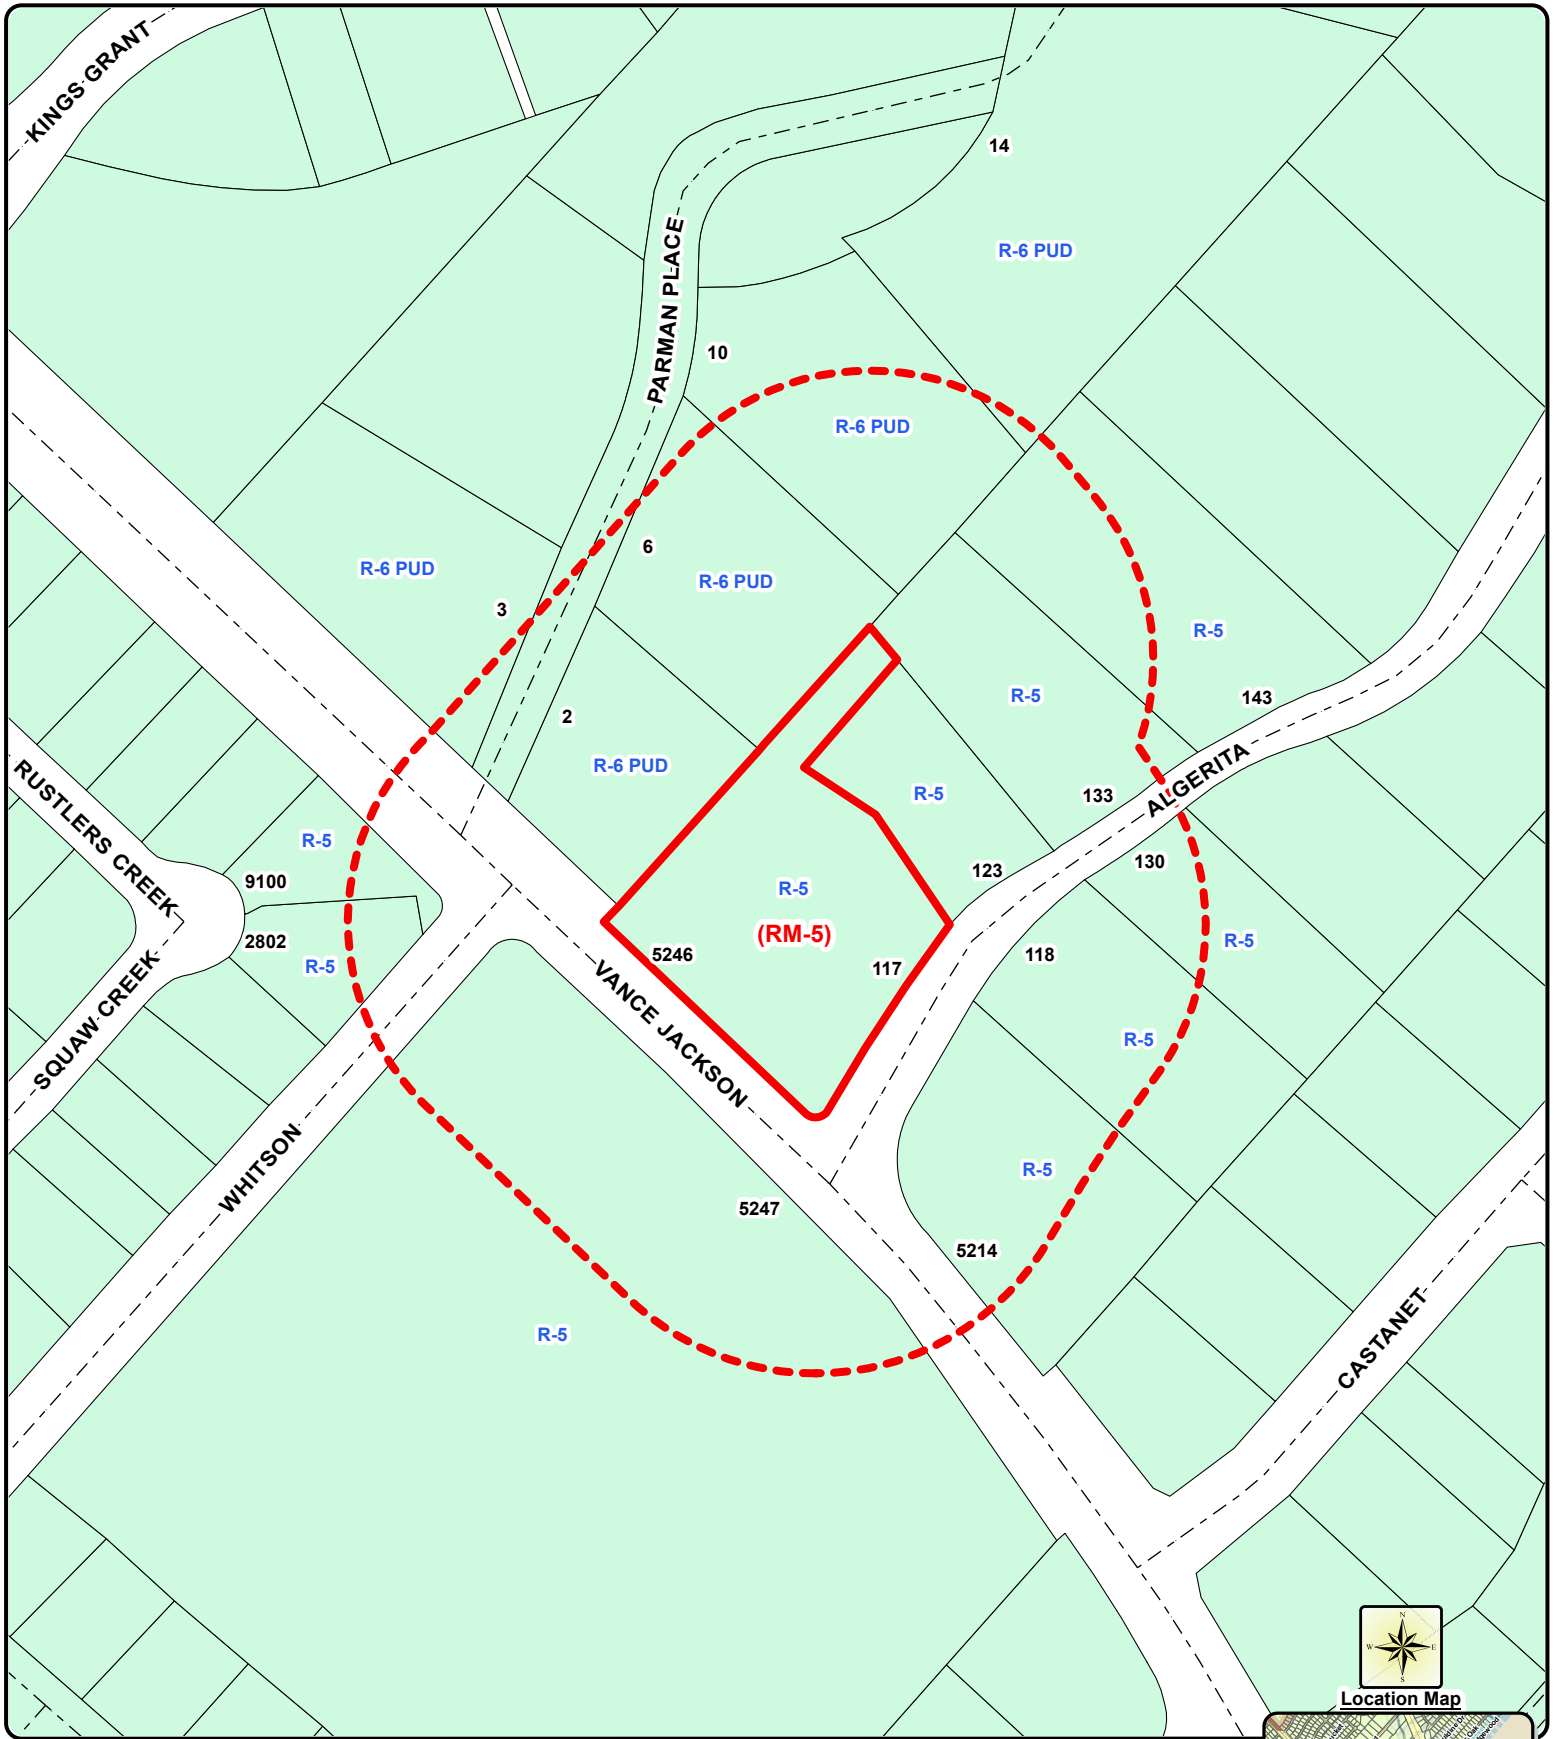 KINGS GRANT
14
R-6 PUD
PARMAN PLACE
10
R-6 PUD
6
R-6 PUD
R-6 PUD
3
2
R-6 PUD
R-5
R-5
143
133
ALGERITA
R-5
RUSTLERS CREEK
R-5
9100
2802
R-5
SQUAW CREEK
123
130
R-5
(RM-5)
5246
117
118
R-5
VANCE JACKSON
R-5
WHITSON
R-5
5247
5214
R-5
CASTANET
N
W
E
S
Location Map